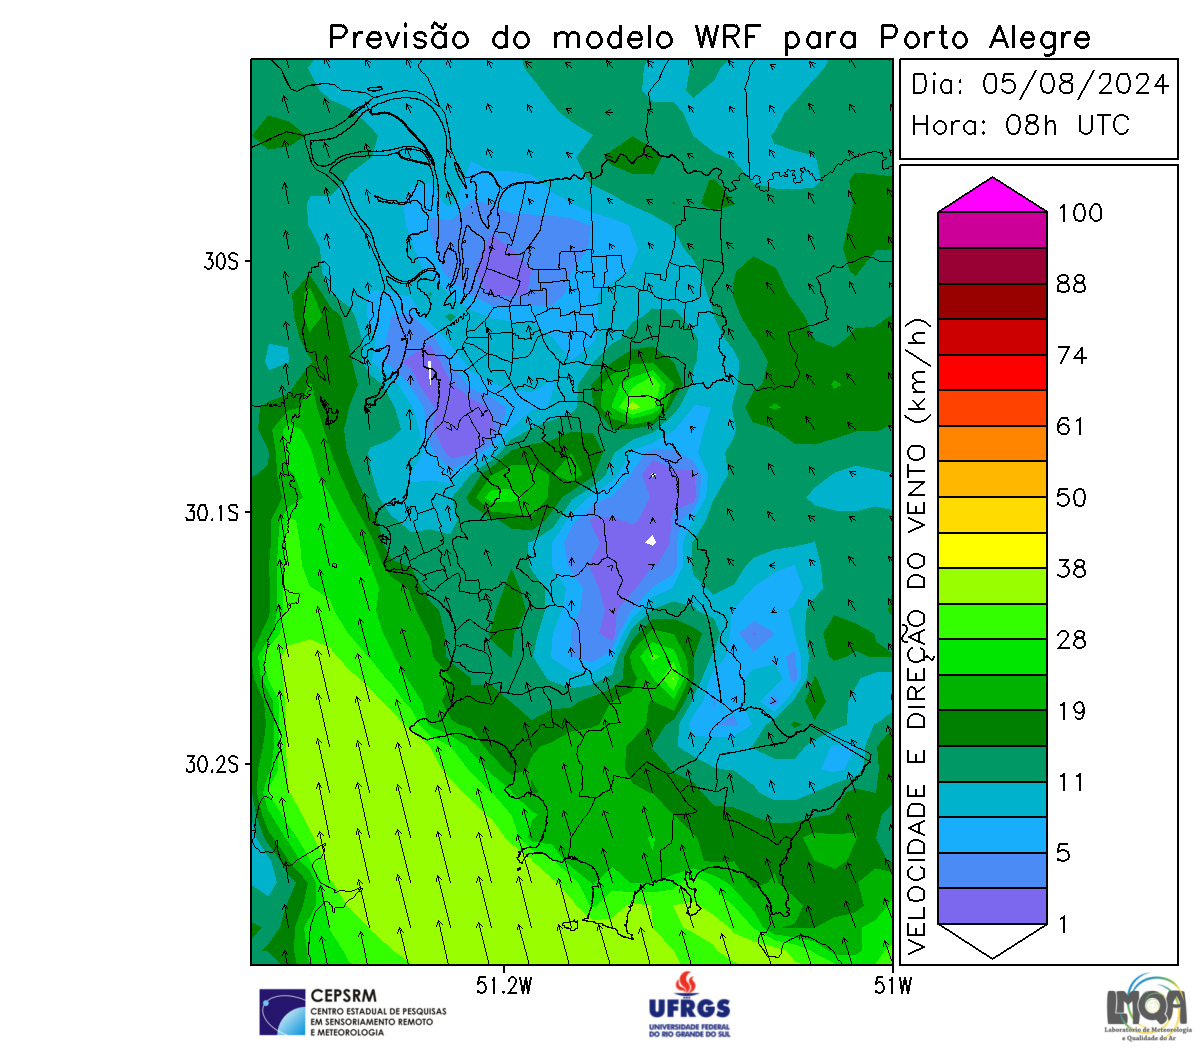 Previsão do modelo WRF para Porto Alegre
Dia: 05/08/2024
Hora: 08h UTC
VELOCIDADE E DIREÇÃO DO VENTO (km/h)
100
88
74
61
50
38
28
19
11
5
1
30S
30.1S
30.2S
51.2W
51W
CEPSRM
CENTRO ESTADUAL DE PESQUISAS
EM SENSORIAMENTO REMOTO
E METEOROLOGIA
UFRGS
UNIVERSIDADE FEDERAL
DO RIO GRANDE DO SUL
LMQA
Laboratório de Meteorologia
e Qualidade do Ar